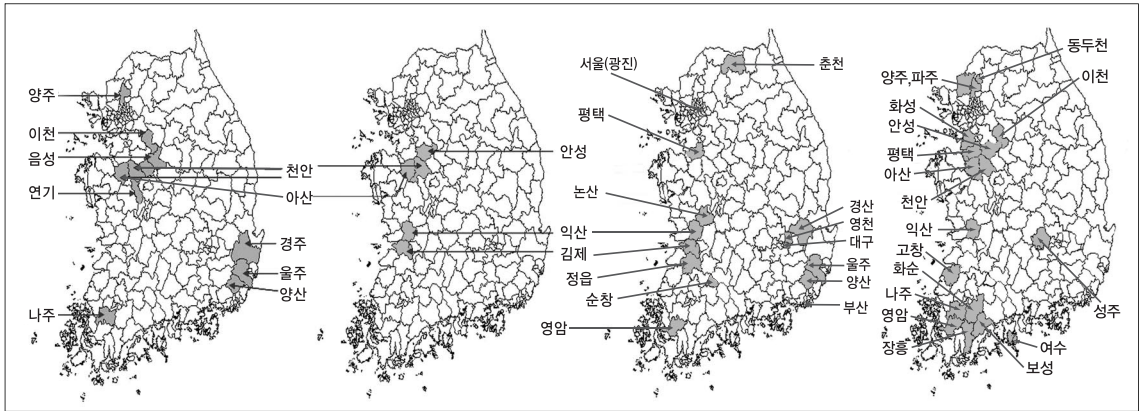 양주
이천
음성
연기
나주
천안
아산
경주
울주
양산
안성
익산
김제
서울(광진)
평택
논산
정읍
순창
영암
춘천
경산
영천
대구
울주
양산
부산
양주,파주
화성
안성
평택
아산
천안
익산
고창
화순
나주
영암
장흥
동두천
이천
성주
여수
보성